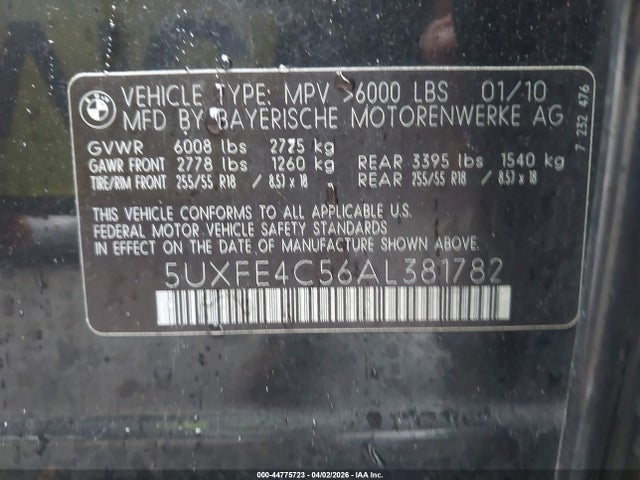 BMW
VEHICLE TYPE: MPV >6000 LBS 01/10
MFD BY BAYERISCHE MOTORENWERKE AG
GVWR 6008 lbs 2725 kg
GAWR FRONT 2778 lbs 1260 kg REAR 3395 lbs 1540 kg
TIRE/RIM FRONT 255/55 R18 / 8.5J x 18 REAR 255/55 R18 / 8.5J x 18
THIS VEHICLE CONFORMS TO ALL APPLICABLE U.S.
FEDERAL MOTOR VEHICLE SAFETY STANDARDS
IN EFFECT ON THE DATE OF MANUFACTURE SHOWN ABOVE.
5UXFE4C56AL381782
7 232 476
000-44775723 - 04/02/2026 - IAA Inc.